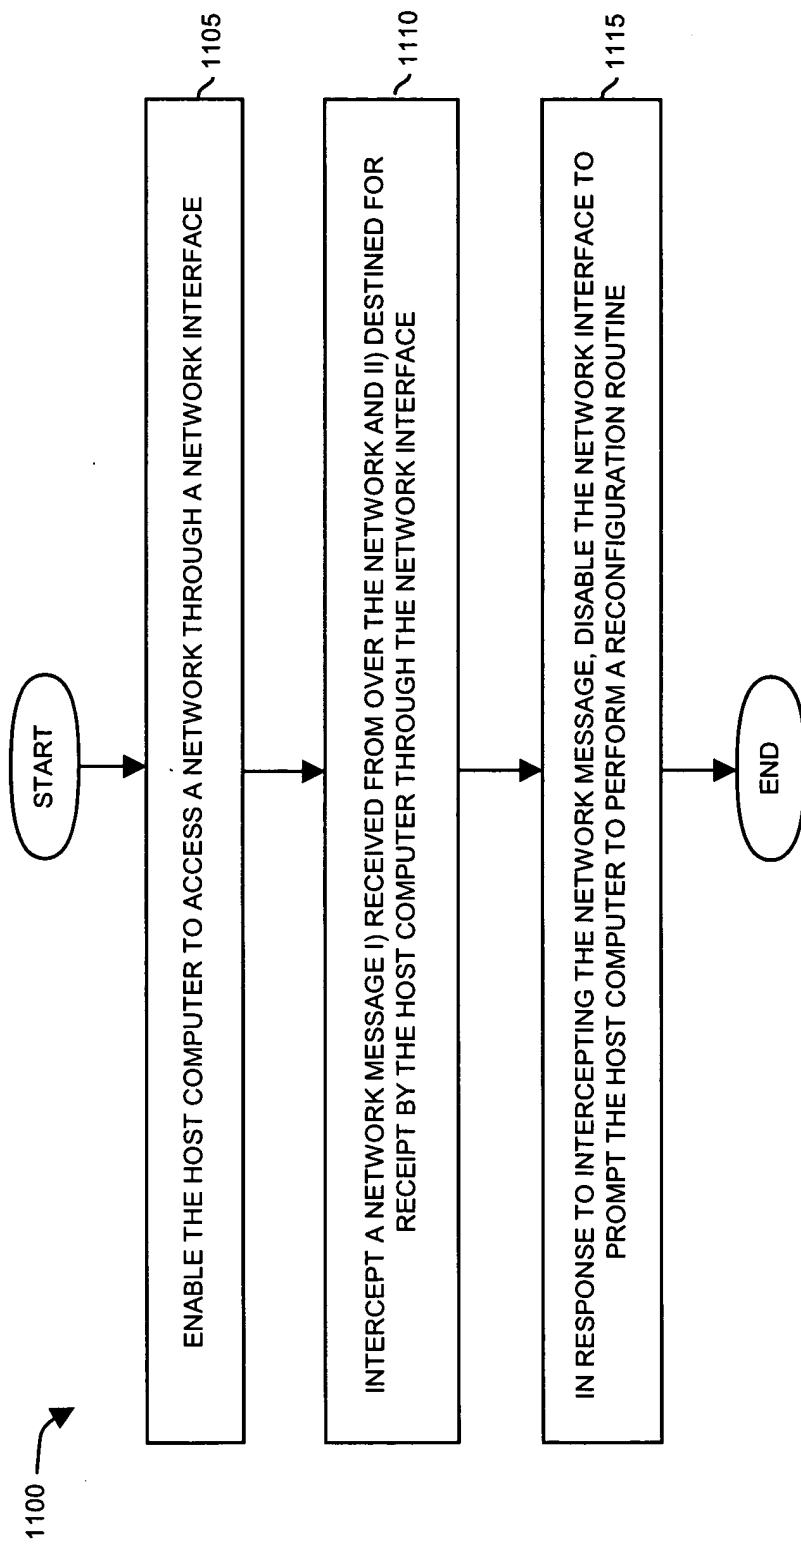 1100
START
ENABLE THE HOST COMPUTER TO ACCESS A NETWORK THROUGH A NETWORK INTERFACE
1105
INTERCEPT A NETWORK MESSAGE I) RECEIVED FROM OVER THE NETWORK AND II) DESTINED FOR
RECEIPT BY THE HOST COMPUTER THROUGH THE NETWORK INTERFACE
1110
IN RESPONSE TO INTERCEPTING THE NETWORK MESSAGE, DISABLE THE NETWORK INTERFACE TO
PROMPT THE HOST COMPUTER TO PERFORM A RECONFIGURATION ROUTINE
1115
END